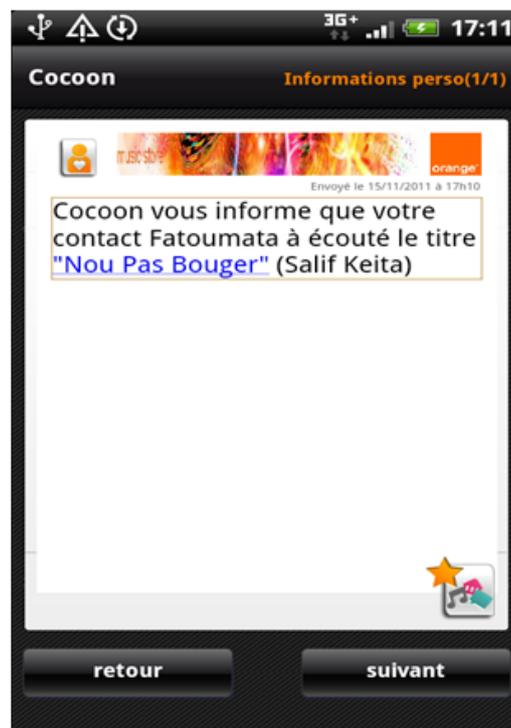 3G+ 17:11
Cocoon Informations perso(1/1)
music store orange
Envoyé le 15/11/2011 à 17h10
Cocoon vous informe que votre
contact Fatoumata à écouté le titre
"Nou Pas Bouger" (Salif Keita)
retour suivant